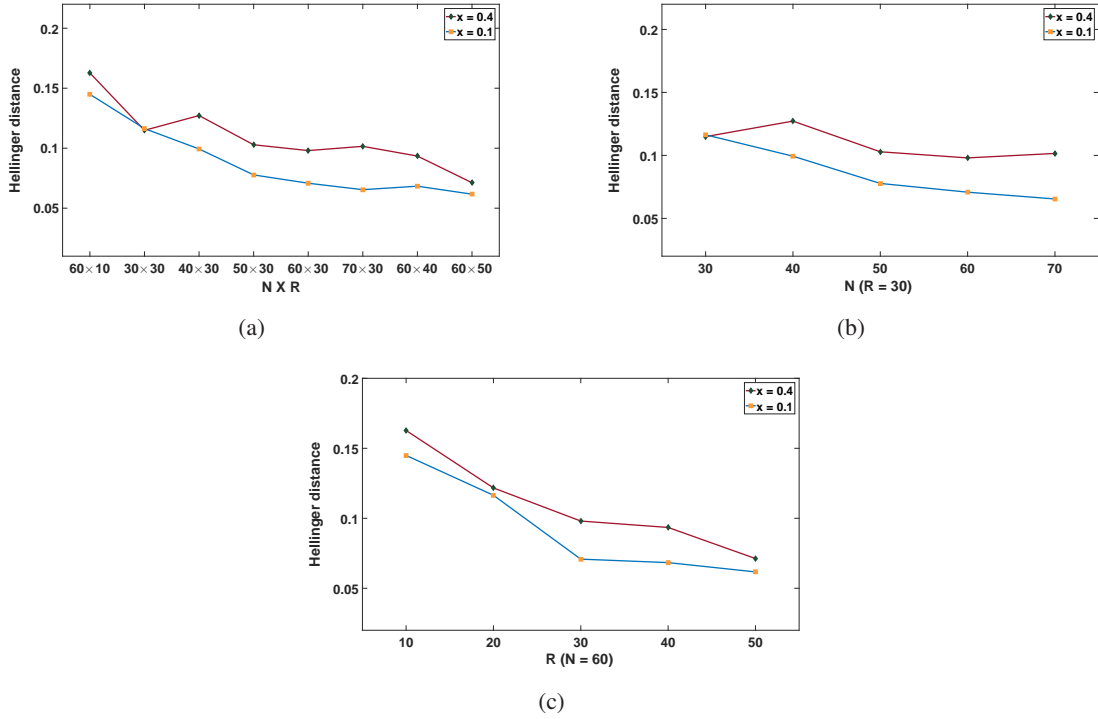 0.2
0.15
0.1
0.05
Hellinger distance
x = 0.4
x = 0.1
60×10 30×30 40×30 50×30 60×30 70×30 60×40 60×50
N X R
(a)
0.2
0.15
0.1
0.05
Hellinger distance
x = 0.4
x = 0.1
30 40 50 60 70
N (R = 30)
(b)
0.2
0.15
0.1
0.05
Hellinger distance
x = 0.4
x = 0.1
10 20 30 40 50
R (N = 60)
(c)